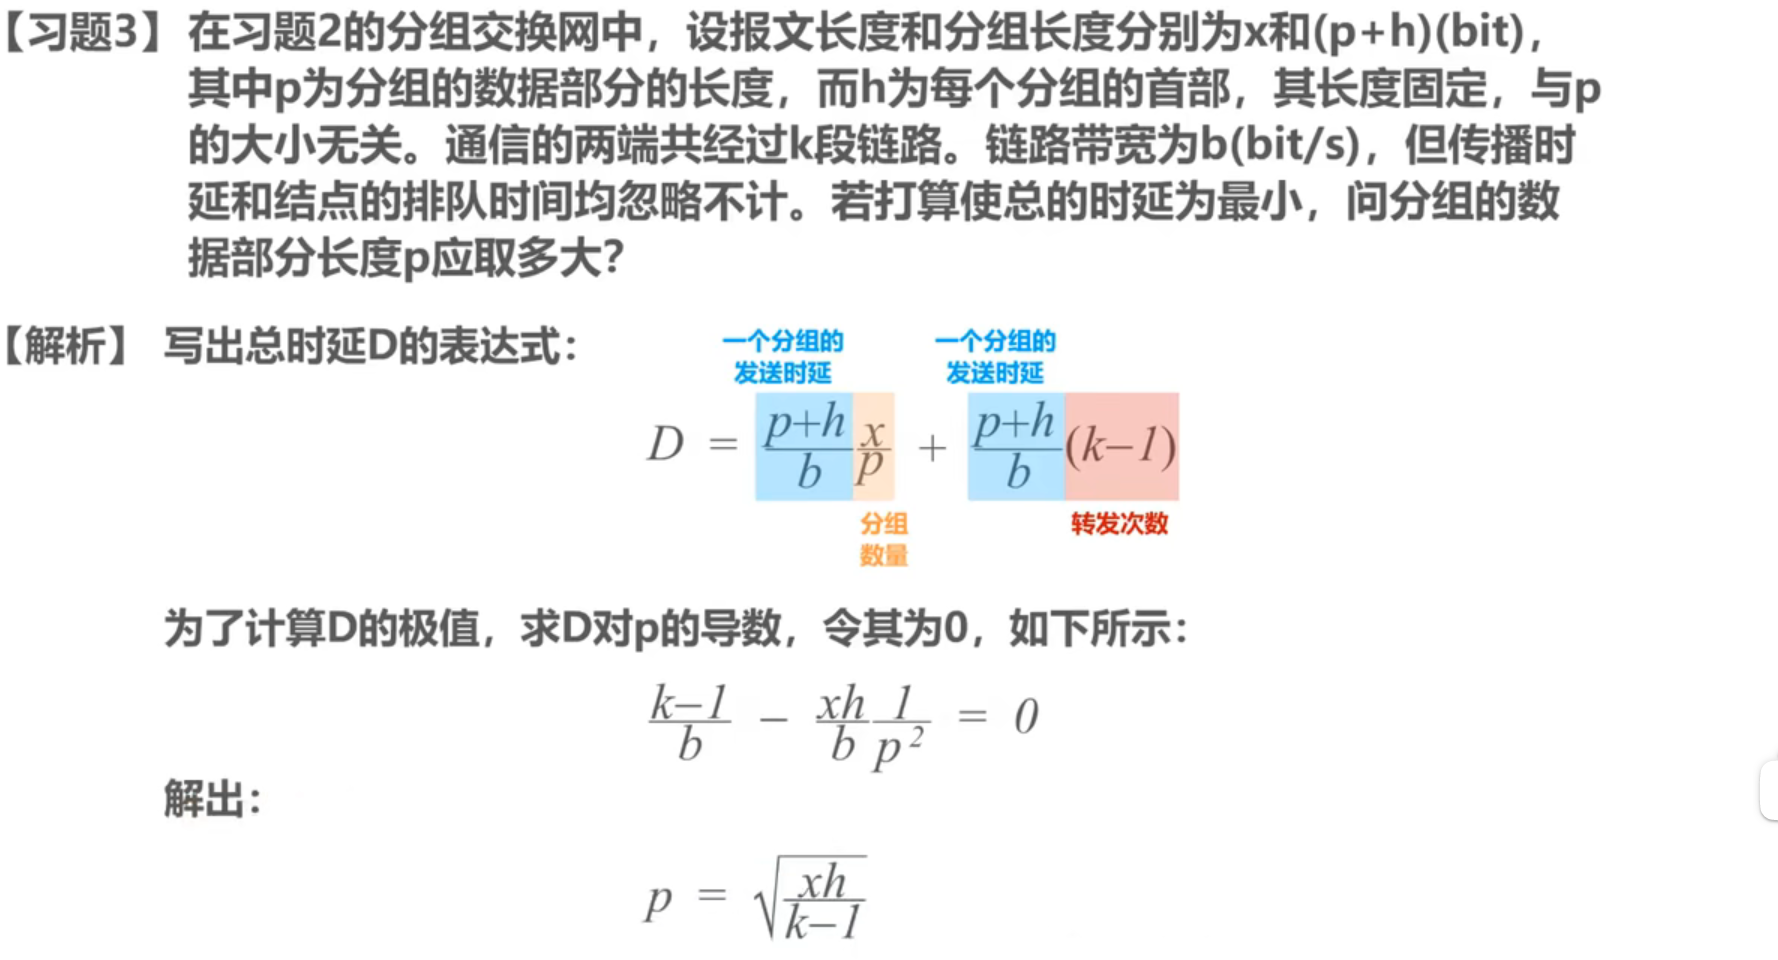 【习题3】在习题2的分组交换网中，设报文长度和分组长度分别为x和(p+h)(bit)，
其中p为分组的数据部分的长度，而h为每个分组的首部，其长度固定，与p
的大小无关。通信的两端共经过k段链路。链路带宽为b(bit/s)，但传播时
延和结点的排队时间均忽略不计。若打算使总的时延为最小，问分组的数
据部分长度p应取多大？
【解析】 写出总时延D的表达式：
一个分组的 一个分组的
发送时延 发送时延
D = \frac{p+h}{b}\frac{x}{p} + \frac{p+h}{b}(k-1)
分组 转发次数
数量
为了计算D的极值，求D对p的导数，令其为0，如下所示：
\frac{k-1}{b} - \frac{xh}{b}\frac{1}{p^2} = 0
解出：
p = \sqrt{\frac{xh}{k-1}}